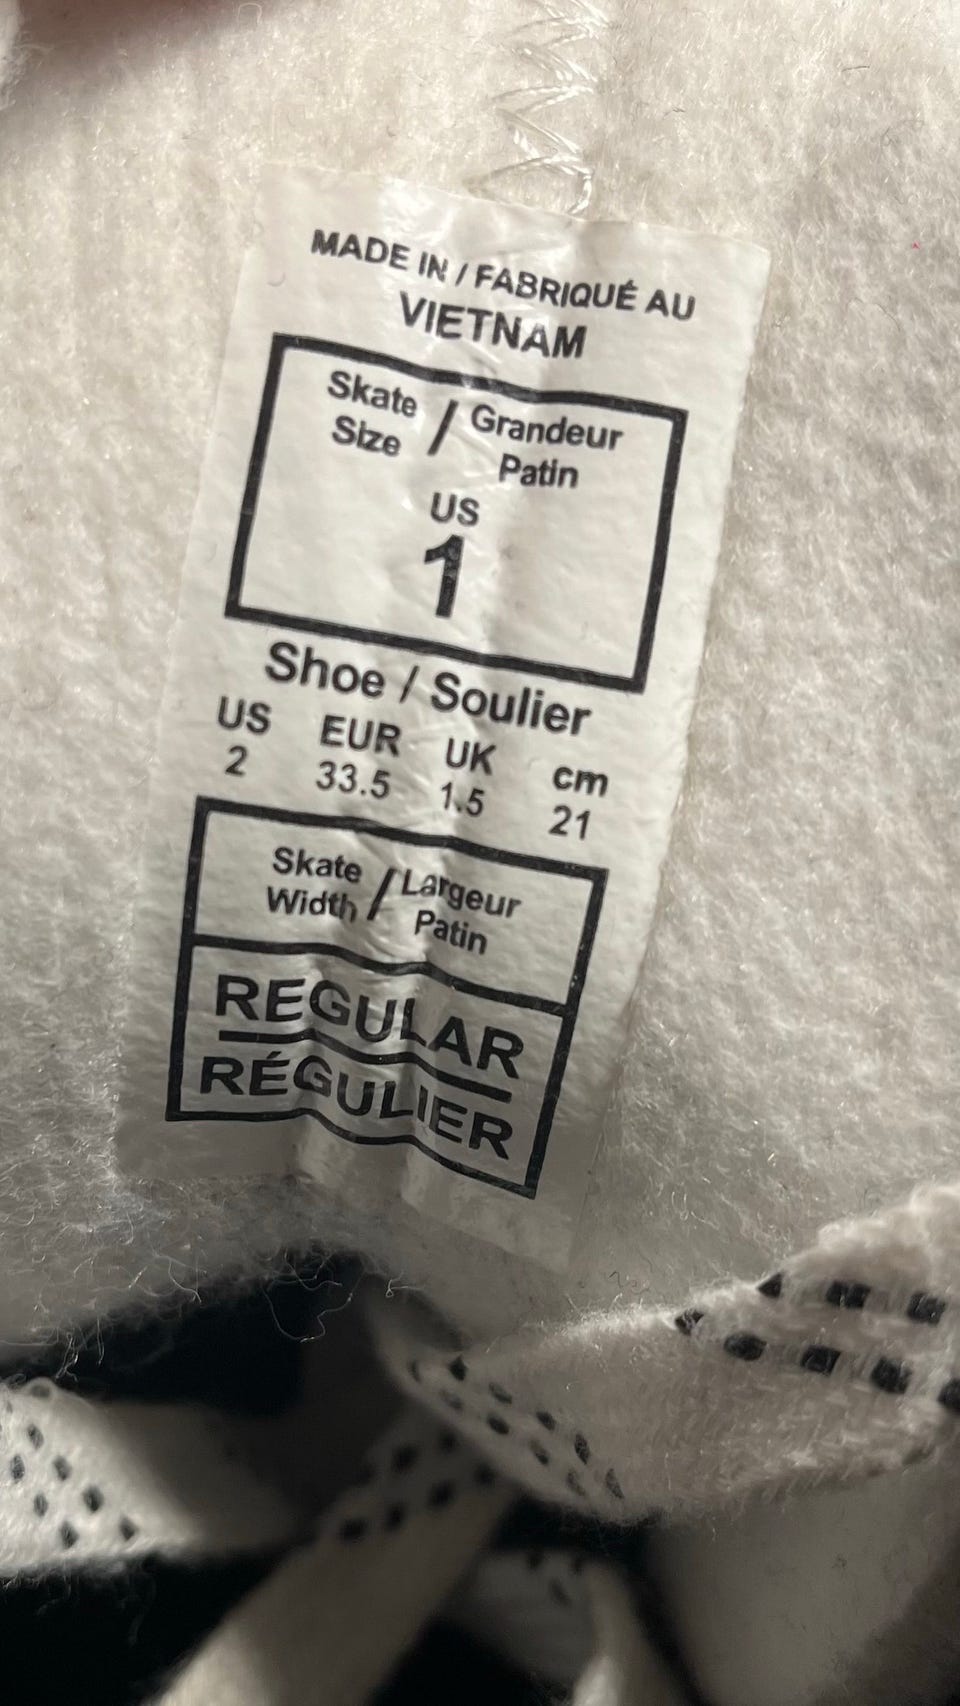 MADE IN / FABRIQUÉ AU
VIETNAM
Skate Size / Grandeur Patin
US
1
Shoe / Soulier
US EUR UK cm
2 33.5 1.5 21
Skate Width / Largeur Patin
REGULAR
RÉGULIER